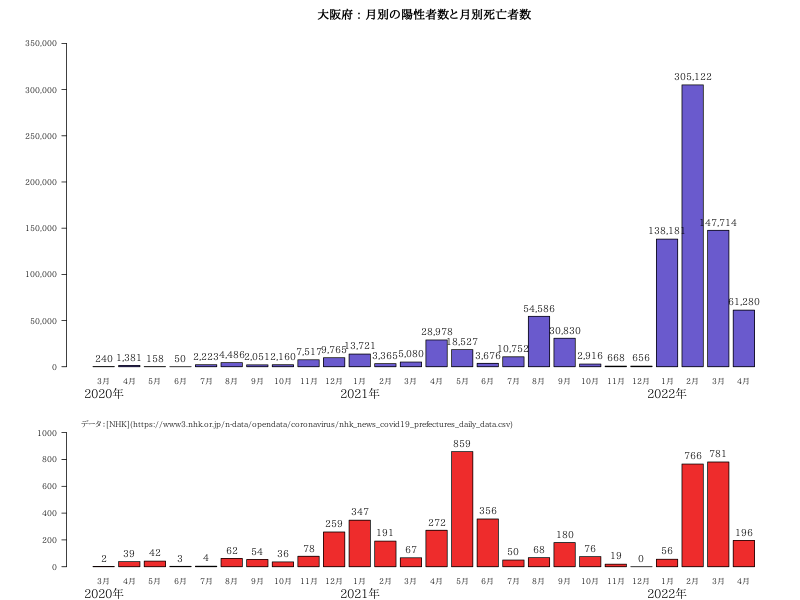 大阪府：月別の陽性者数と月別死亡者数
350,000
300,000
250,000
200,000
150,000
100,000
50,000
0
240 1,381 158 50 2,223 4,486 2,051 2,160 7,517 9,765 13,721 3,365 5,080 28,978 18,527 3,676 10,752 54,586 30,830 2,916 668 656 138,181 305,122 147,714 61,280
3月 4月 5月 6月 7月 8月 9月 10月 11月 12月 1月 2月 3月 4月 5月 6月 7月 8月 9月 10月 11月 12月 1月 2月 3月 4月
2020年 2021年 2022年
データ：[NHK](https://www3.nhk.or.jp/n-data/opendata/coronavirus/nhk_news_covid19_prefectures_daily_data.csv)
1000
800
600
400
200
0
2 39 42 3 4 62 54 36 78 259 347 191 67 272 859 356 50 68 180 76 19 0 56 766 781 196
3月 4月 5月 6月 7月 8月 9月 10月 11月 12月 1月 2月 3月 4月 5月 6月 7月 8月 9月 10月 11月 12月 1月 2月 3月 4月
2020年 2021年 2022年